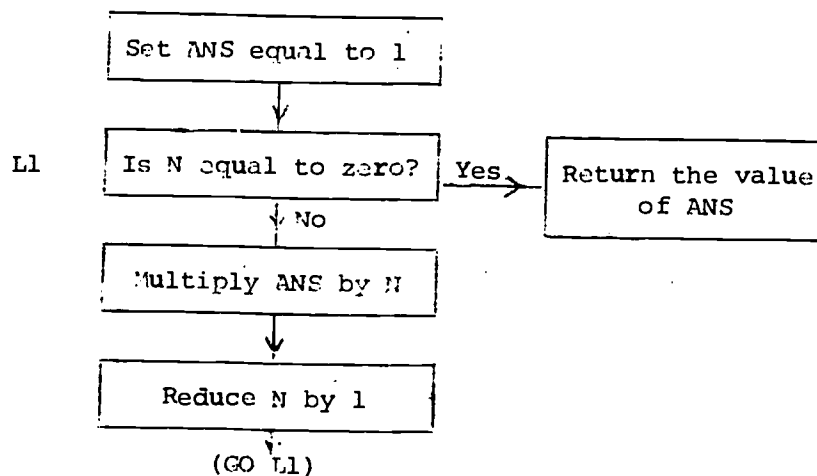 Set ANS equal to 1
L1
Is N equal to zero?
Yes
Return the value
of ANS
No
Multiply ANS by N
Reduce N by 1
(GO L1)